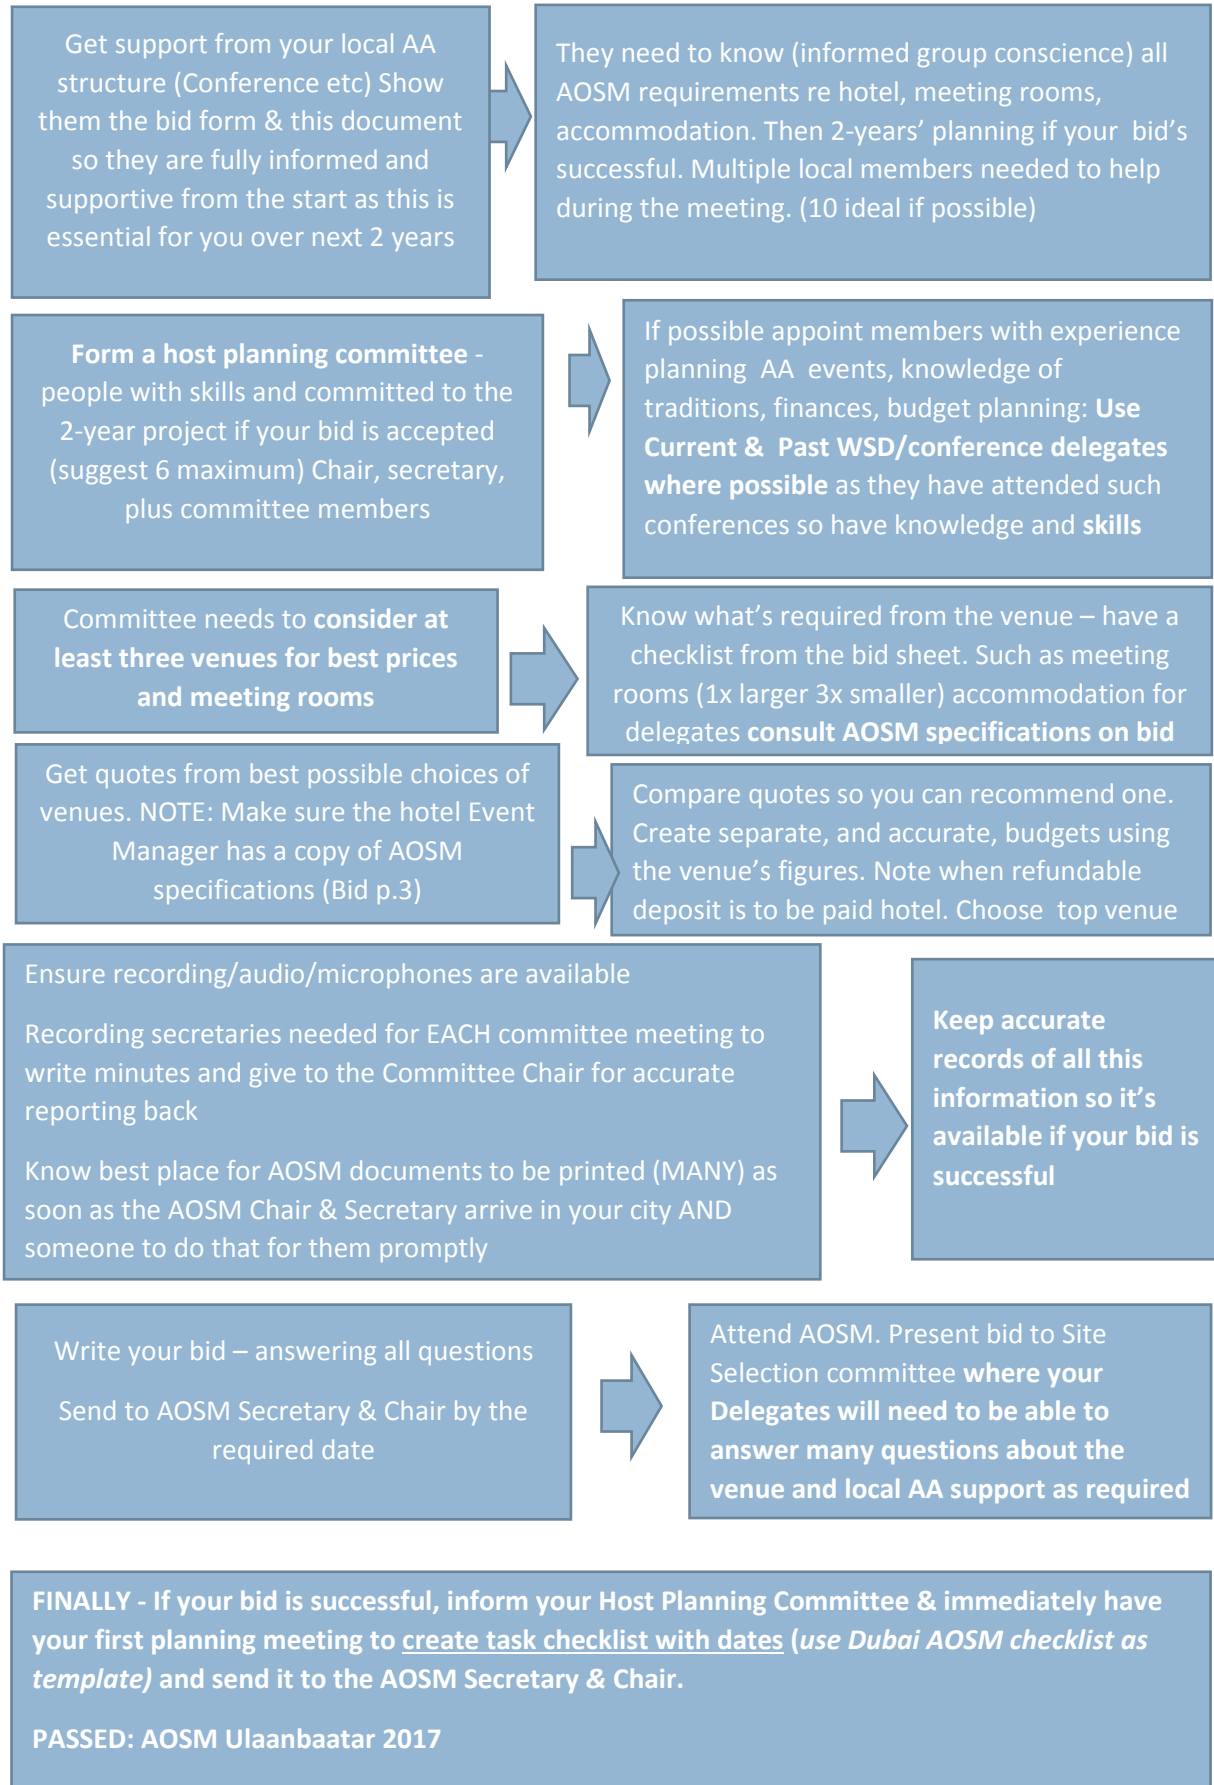 Get support from your local AA
structure (Conference etc) Show
them the bid form & this document
so they are fully informed and
supportive from the start as this is
essential for you over next 2 years
They need to know (informed group conscience) all
AOSM requirements re hotel, meeting rooms,
accommodation. Then 2-years’ planning if your  bid’s
successful. Multiple local members needed to help
during the meeting. (10 ideal if possible)
Form a host planning committee -
people with skills and committed to the
2-year project if your bid is accepted
(suggest 6 maximum) Chair, secretary,
plus committee members
If possible appoint members with experience
planning  AA  events, knowledge of
traditions, finances, budget planning: Use
Current &  Past WSD/conference delegates
where possible as they have attended such
conferences so have knowledge and skills
Committee needs to consider at
least three venues for best prices
and meeting rooms
Know what’s required from the venue – have a
checklist from the bid sheet. Such as meeting
rooms (1x larger 3x smaller) accommodation for
delegates consult AOSM specifications on bid
Get quotes from best possible choices of
venues. NOTE: Make sure the hotel Event
Manager has a copy of AOSM
specifications (Bid p.3)
Compare quotes so you can recommend one.
Create separate, and accurate, budgets using
the venue’s figures. Note when refundable
deposit is to be paid hotel. Choose  top venue
Ensure recording/audio/microphones are available
Recording secretaries needed for EACH committee meeting to
write minutes and give to the Committee Chair for accurate
reporting back
Know best place for AOSM documents to be printed (MANY) as
soon as the AOSM Chair & Secretary arrive in your city AND
someone to do that for them promptly
Keep accurate
records of all this
information so it’s
available if your bid is
successful
Write your bid – answering all questions
Send to AOSM Secretary & Chair by the
required date
Attend AOSM. Present bid to Site
Selection committee where your
Delegates will need to be able to
answer many questions about the
venue and local AA support as required
FINALLY - If your bid is successful, inform your Host Planning Committee & immediately have
your first planning meeting to create task checklist with dates (use Dubai AOSM checklist as
template) and send it to the AOSM Secretary & Chair.
PASSED: AOSM Ulaanbaatar 2017